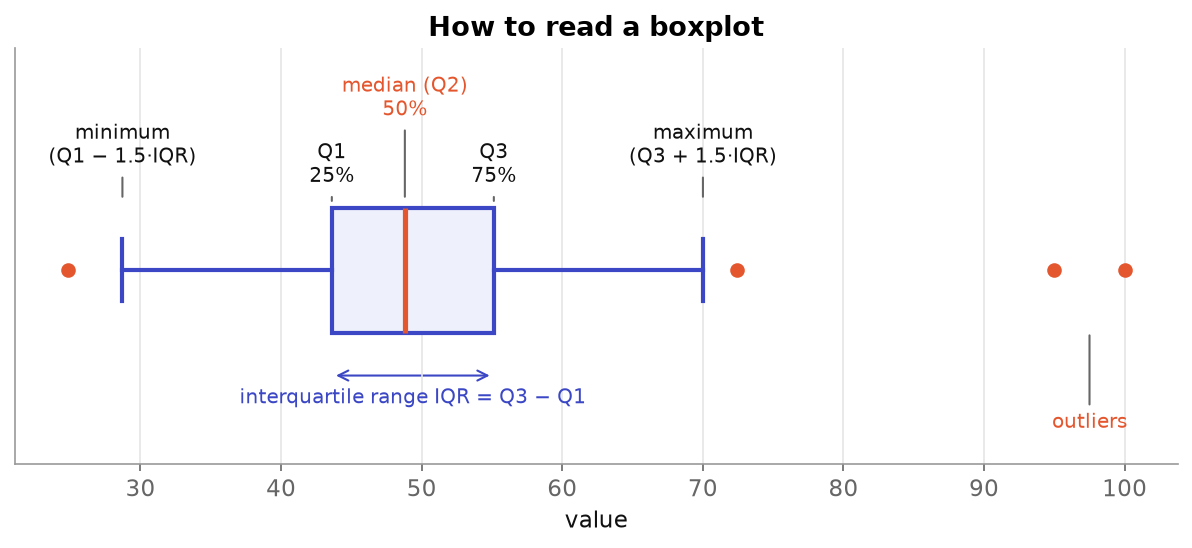 How to read a boxplot
median (Q2)
50%
minimum
(Q1 − 1.5·IQR)
Q1
25%
Q3
75%
maximum
(Q3 + 1.5·IQR)
interquartile range IQR = Q3 − Q1
outliers
30 40 50 60 70 80 90 100
value